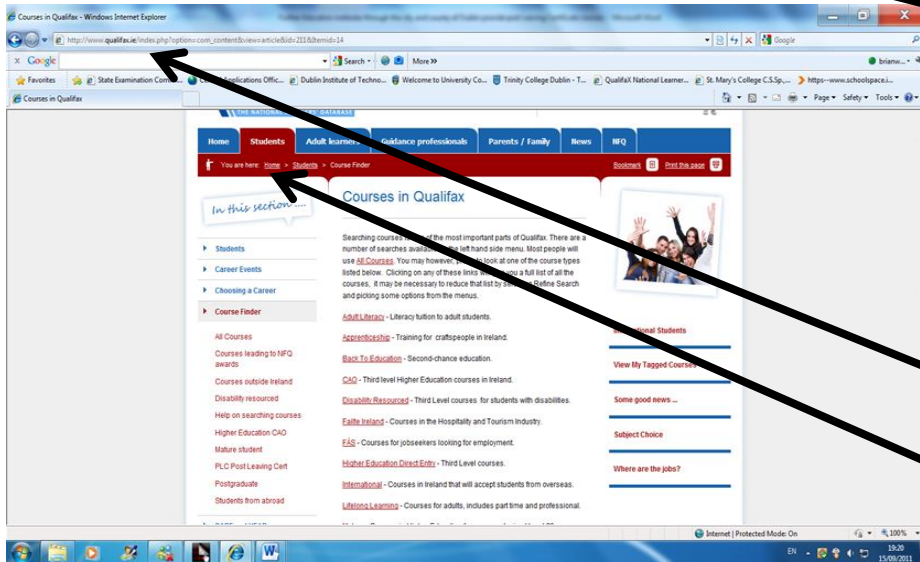 Courses in Qualifax - Windows Internet Explorer
http://www.qualifax.ie/index.php?option=com_content&view=article&id=211&Itemid=14
Google
x Google Search More >> brianw...
Favorites State Examination Com... Applications Offic... Dublin Institute of Techno... Welcome to University Co... Trinity College Dublin - T... QualifaX National Learner... St. Mary's College C.S.Sp.,... https--www.schoolspace.i...
Courses in Qualifax Page Safety Tools
THE NATIONAL DATABASE
Home Students Adult learners Guidance professionals Parents / Family News NFQ
You are here: Home > Students > Course Finder Bookmark Print this page
In this section ....
Students
Career Events
Choosing a Career
Course Finder
All Courses
Courses leading to NFQ
awards
Courses outside Ireland
Disability resourced
Help on searching courses
Higher Education CAO
Mature student
PLC Post Leaving Cert
Postgraduate
Students from abroad
Courses in Qualifax
Searching courses of the most important parts of Qualifax. There are a
number of searches the left hand side menu. Most people will
use All Courses. You may however, look at one of the course types
listed below. Clicking on any of these links you a full list of all the
courses, it may be necessary to reduce that list by Refine Search
and picking some options from the menus.
Adult Literacy - Literacy tuition to adult students.
Apprenticeship - Training for craftspeople in Ireland.
Back To Education - Second-chance education.
CAO - Third level Higher Education courses in Ireland.
Disability Resourced - Third Level courses for students with disabilities.
Failte Ireland - Courses in the Hospitality and Tourism Industry.
FÁS - Courses for jobseekers looking for employment.
Higher Education Direct Entry - Third Level courses.
International - Courses in Ireland that will accept students from overseas.
Lifelong Learning - Courses for adults, includes part time and professional.
Students
View My Tagged Courses
Some good news ...
Subject Choice
Where are the jobs?
Internet | Protected Mode: On 100%
EN 19:20
15/09/2011